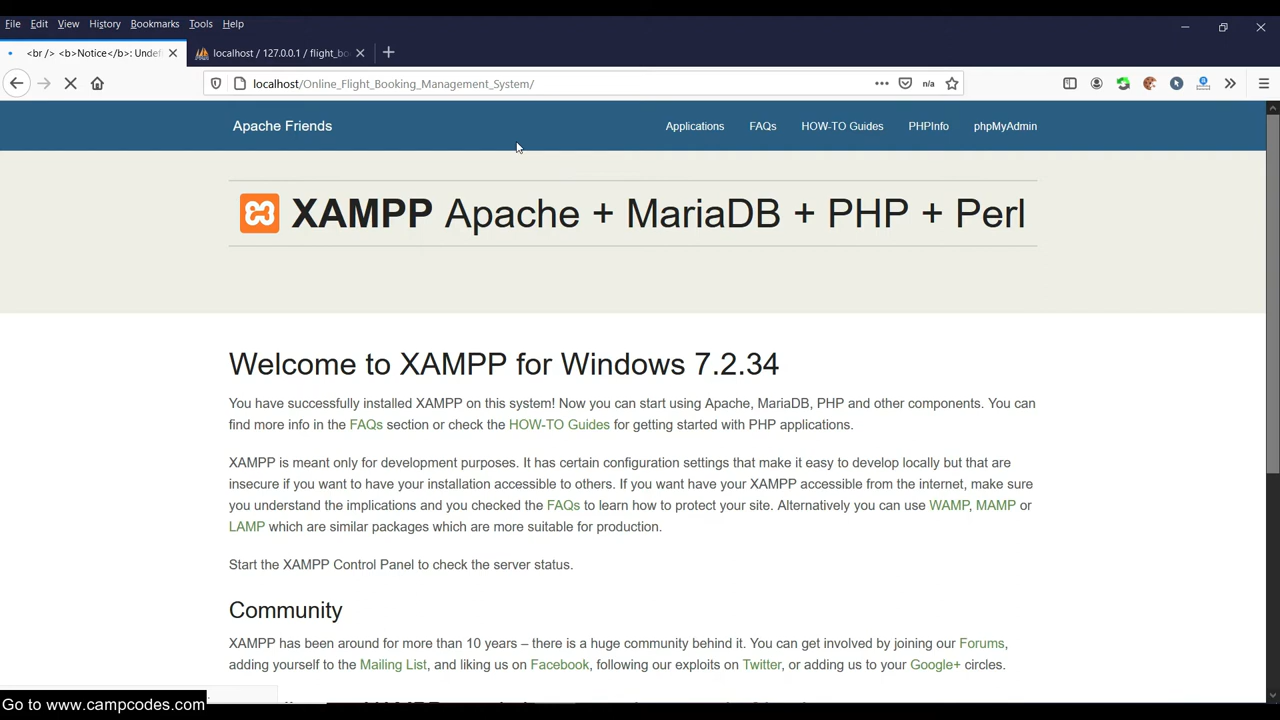 File Edit View History Bookmarks Tools Help
<br /> <b>Notice</b>: Undef
localhost / 127.0.0.1 / flight_bo
localhost/Online_Flight_Booking_Management_System/
n/a
Apache Friends
Applications FAQs HOW-TO Guides PHPInfo phpMyAdmin
XAMPP Apache + MariaDB + PHP + Perl
Welcome to XAMPP for Windows 7.2.34
You have successfully installed XAMPP on this system! Now you can start using Apache, MariaDB, PHP and other components. You can
find more info in the FAQs section or check the HOW-TO Guides for getting started with PHP applications.
XAMPP is meant only for development purposes. It has certain configuration settings that make it easy to develop locally but that are
insecure if you want to have your installation accessible to others. If you want have your XAMPP accessible from the internet, make sure
you understand the implications and you checked the FAQs to learn how to protect your site. Alternatively you can use WAMP, MAMP or
LAMP which are similar packages which are more suitable for production.
Start the XAMPP Control Panel to check the server status.
Community
XAMPP has been around for more than 10 years – there is a huge community behind it. You can get involved by joining our Forums,
adding yourself to the Mailing List, and liking us on Facebook, following our exploits on Twitter, or adding us to your Google+ circles.
Go to www.campcodes.com